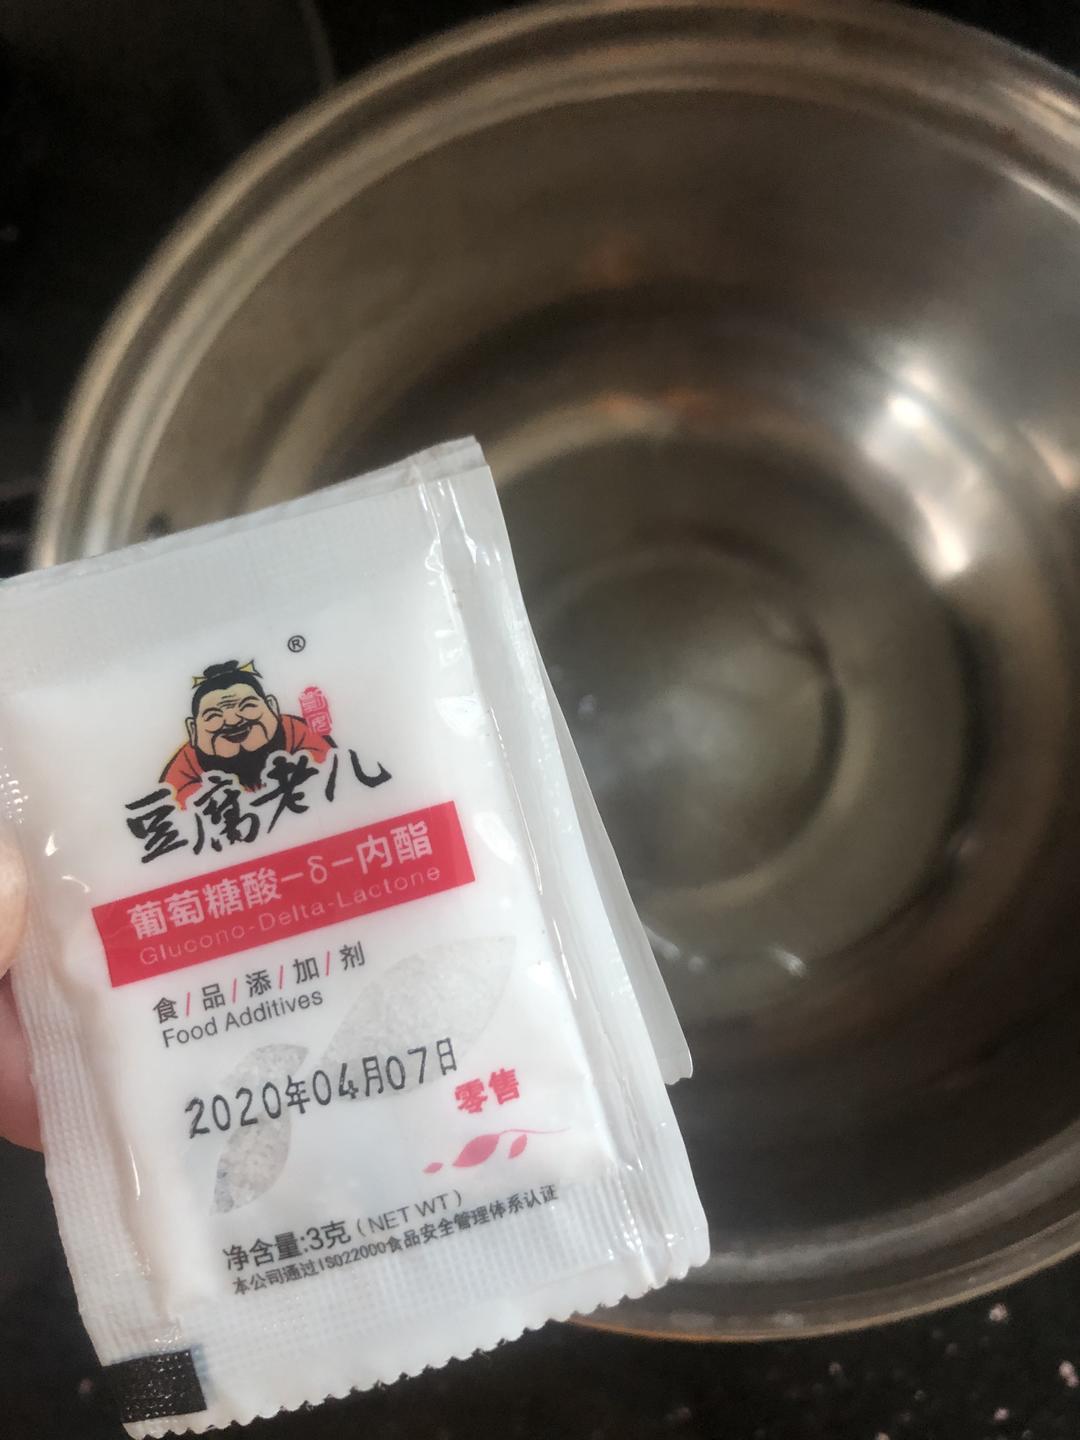 ®
豆腐老儿
葡萄糖酸-δ-内酯
Glucono-Delta-Lactone
食/品/添/加/剂
Food Additives
2020年04月07日
零售
净含量:3克（NET WT）
本公司通过ISO22000食品安全管理体系认证